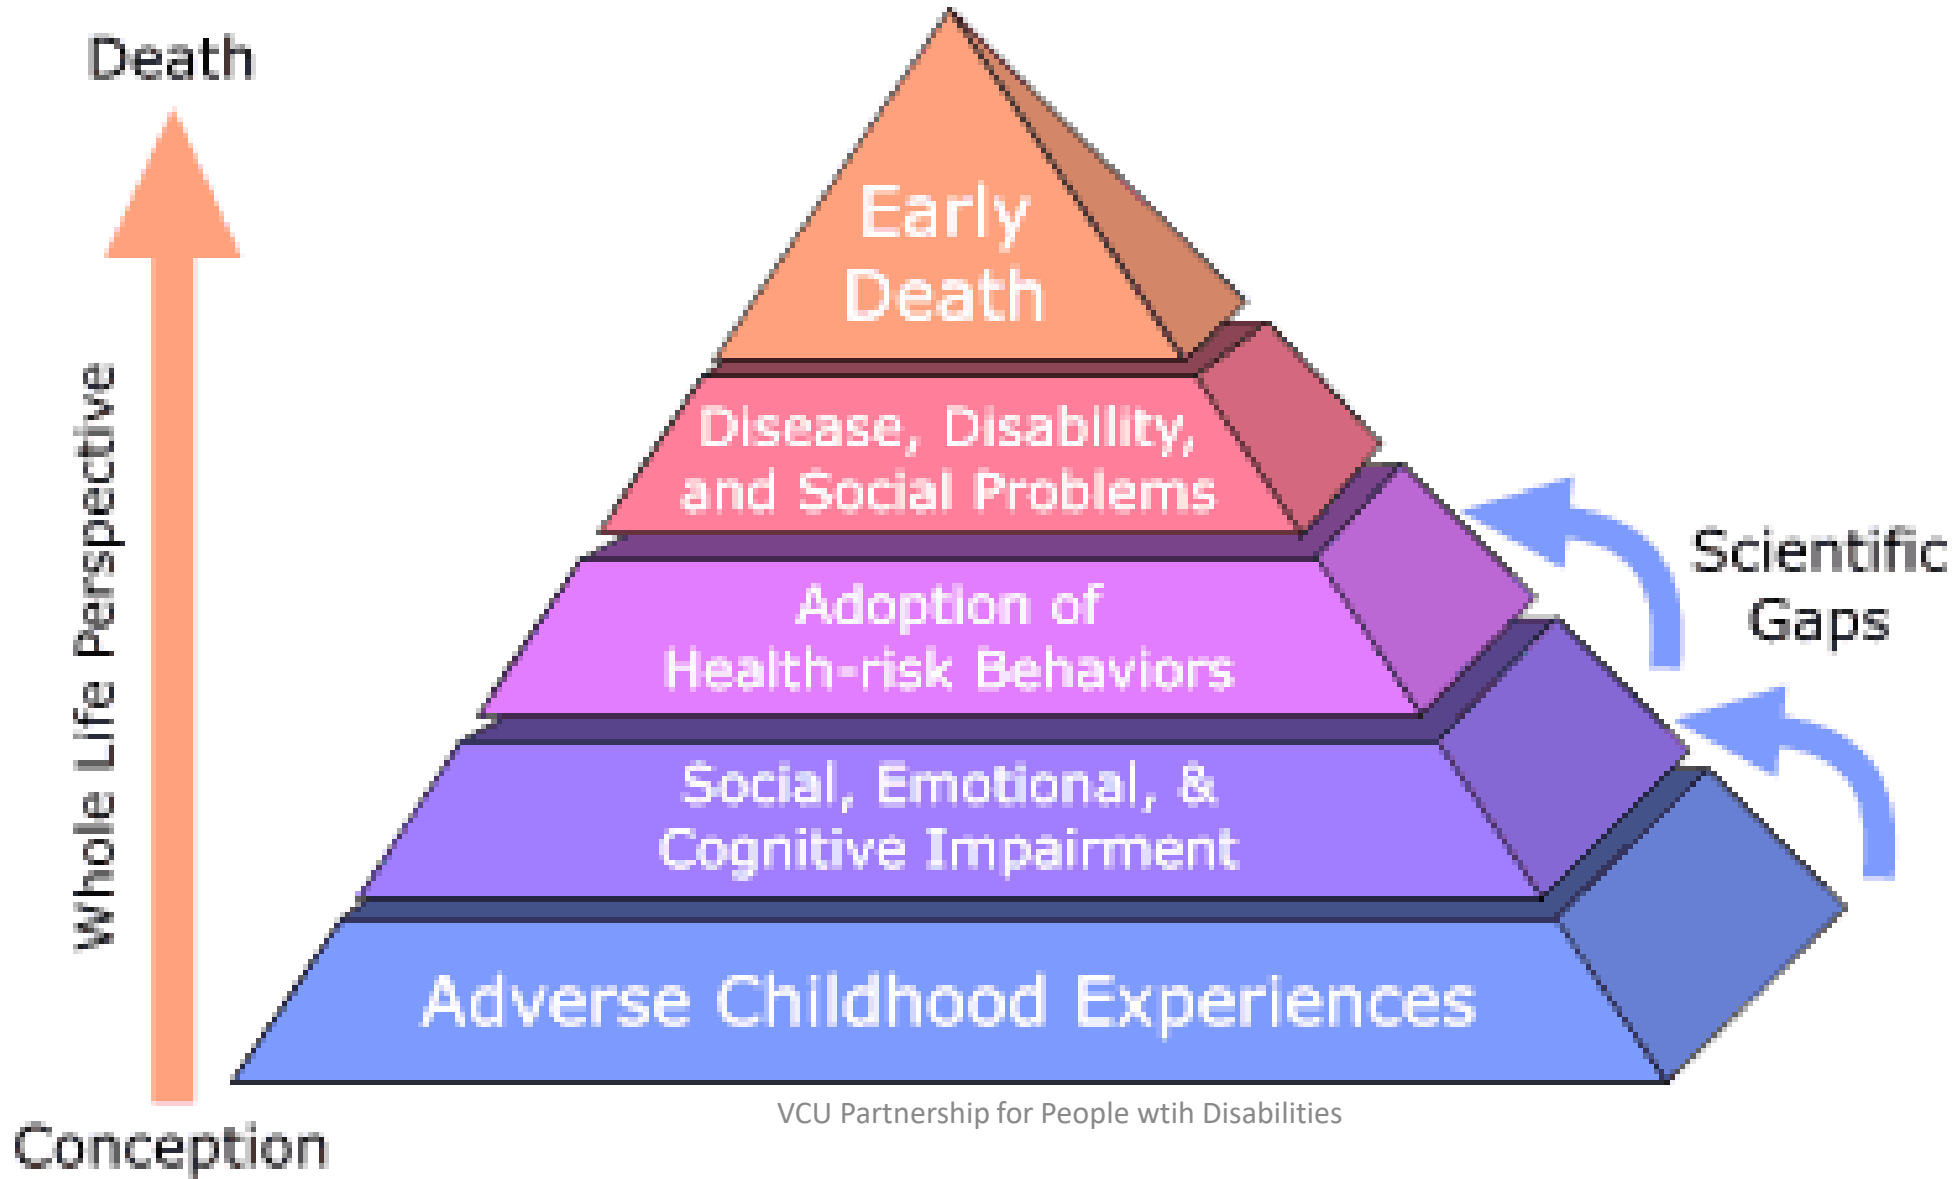 Death
Whole Life Perspective
Conception
Early
Death
Disease, Disability,
and Social Problems
Adoption of
Health-risk Behaviors
Social, Emotional, &
Cognitive Impairment
Adverse Childhood Experiences
Scientific
Gaps
VCU Partnership for People wtih Disabilities